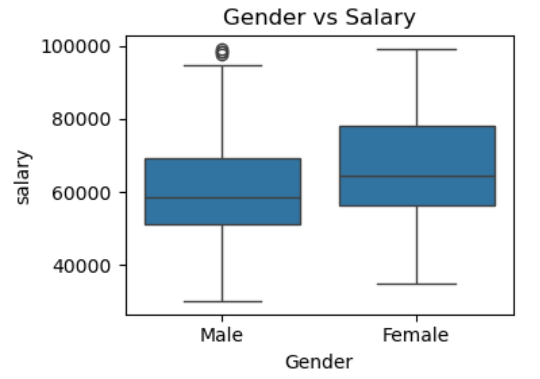 Gender vs Salary
100000
80000
60000
40000
salary
Male
Female
Gender